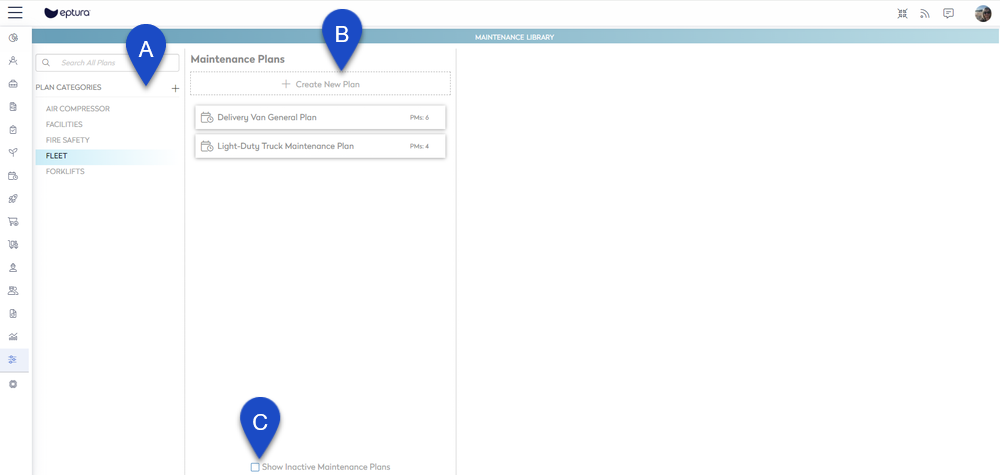 eptura
MAINTENANCE LIBRARY
A
B
Search All Plans
Maintenance Plans
PLAN CATEGORIES +
+ Create New Plan
AIR COMPRESSOR
FACILITIES
FIRE SAFETY
FLEET
FORKLIFTS
Delivery Van General Plan PMs: 6
Light-Duty Truck Maintenance Plan PMs: 4
C
Show Inactive Maintenance Plans